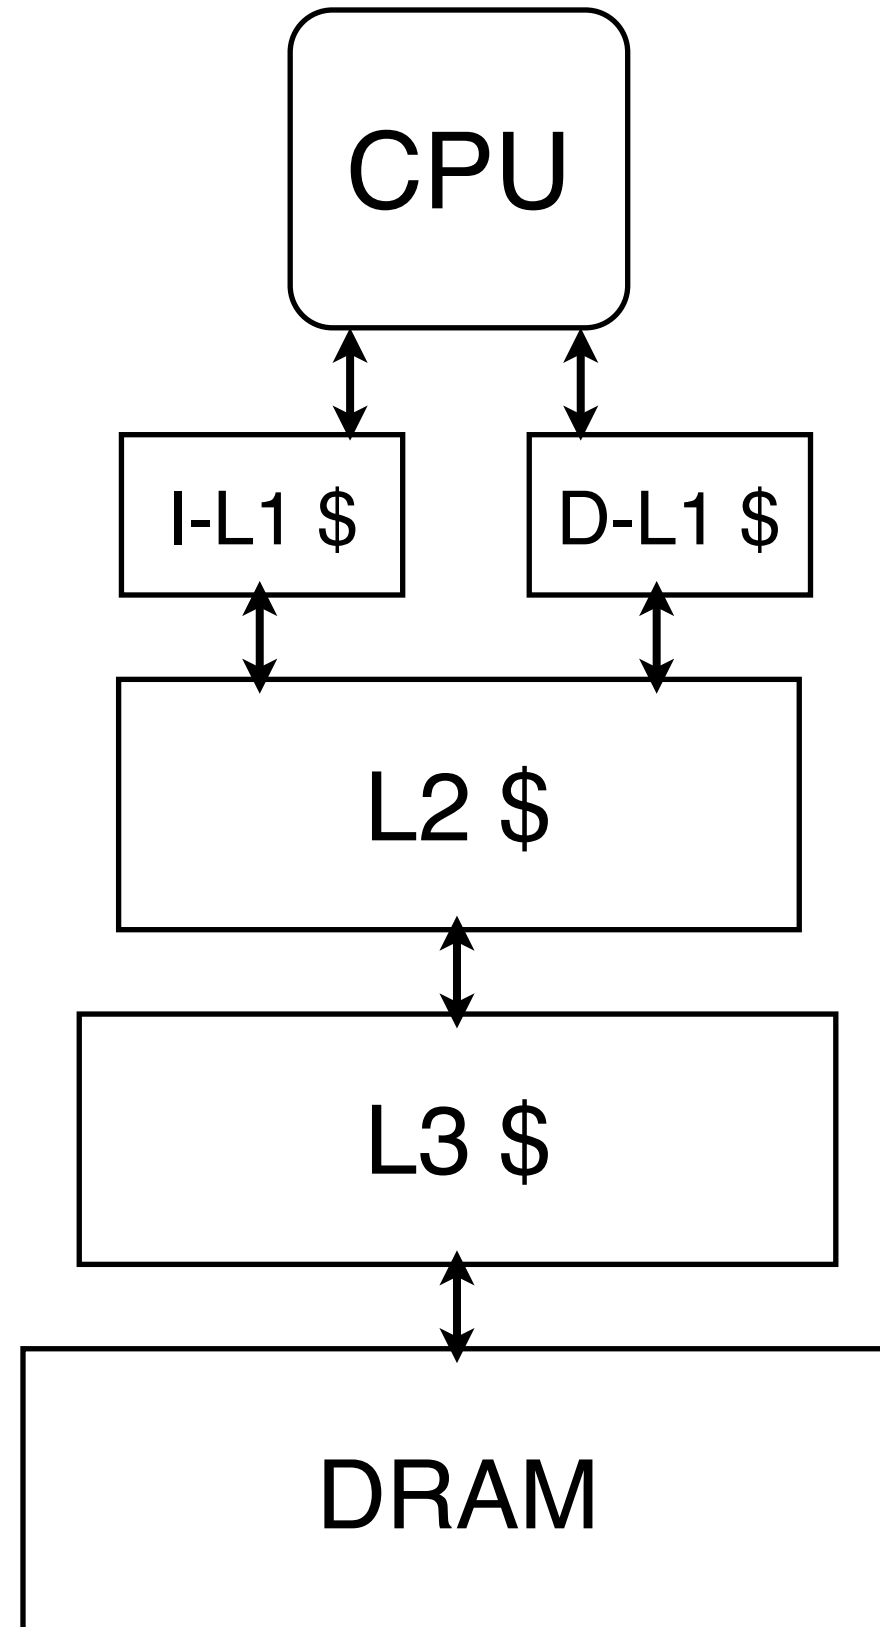 CPU
I-L1 $
D-L1 $
L2 $
L3 $
DRAM